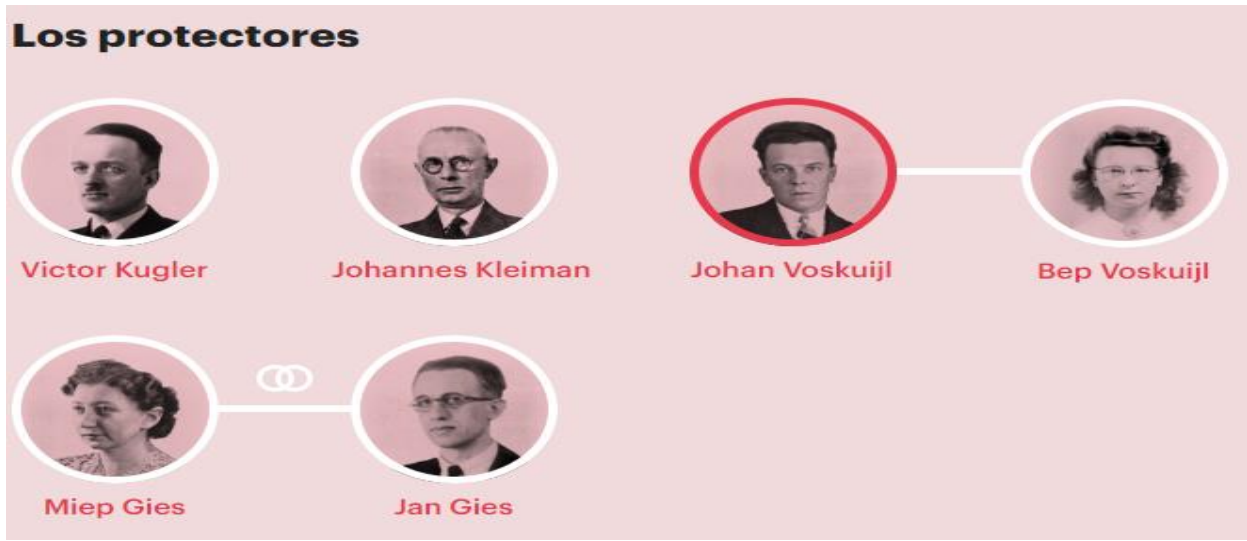 Los protectores
Victor Kugler
Johannes Kleiman
Johan Voskuijl
Bep Voskuijl
Miep Gies
Jan Gies